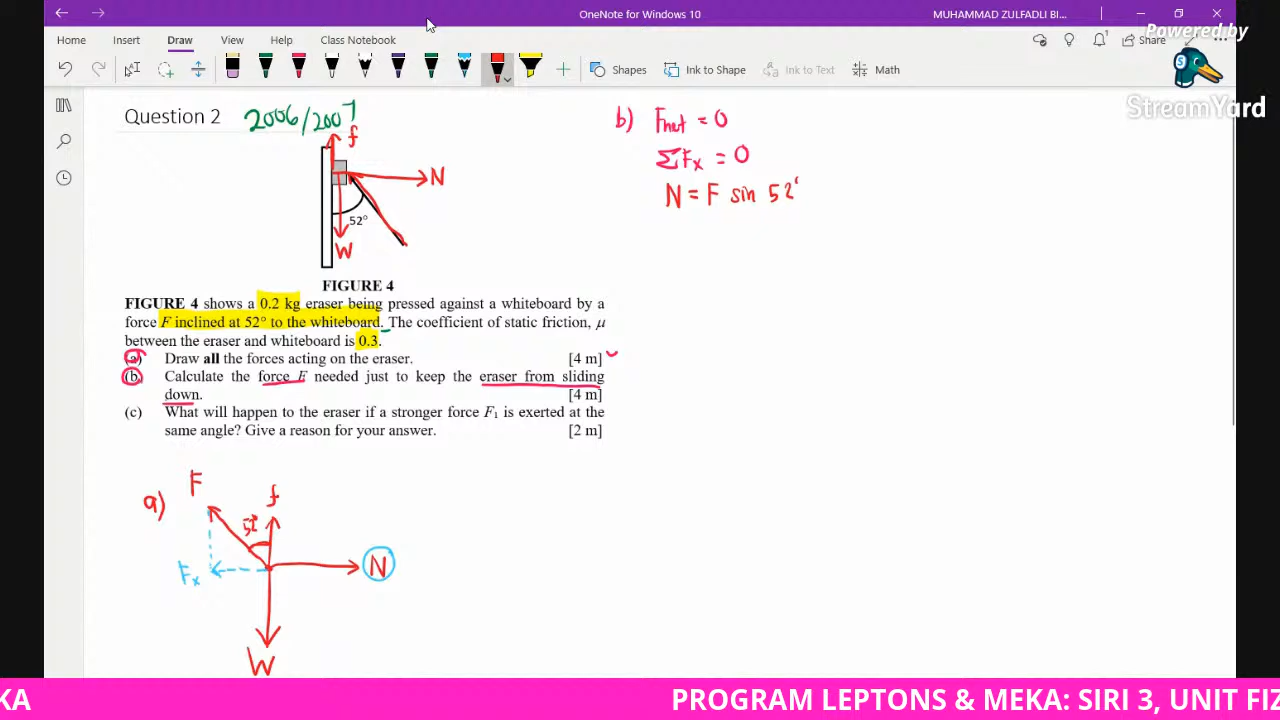 OneNote for Windows 10
MUHAMMAD ZULFADLI BI...
Powered by
Home Insert Draw View Help Class Notebook
Share
StreamYard
Shapes
Ink to Shape
Ink to Text
Math
Question 2
2006/2007
f
N
52°
W
FIGURE 4
FIGURE 4 shows a 0.2 kg eraser being pressed against a whiteboard by a
force F inclined at 52° to the whiteboard. The coefficient of static friction, μ
between the eraser and whiteboard is 0.3.
(a) Draw all the forces acting on the eraser. [4 m]
(b) Calculate the force F needed just to keep the eraser from sliding
down. [4 m]
(c) What will happen to the eraser if a stronger force F₁ is exerted at the
same angle? Give a reason for your answer. [2 m]
a)
F
f
52°
Fx
N
W
b) Fnet = 0
ΣFx = 0
N = F sin 52°
KA
PROGRAM LEPTONS & MEKA: SIRI 3, UNIT FIZ